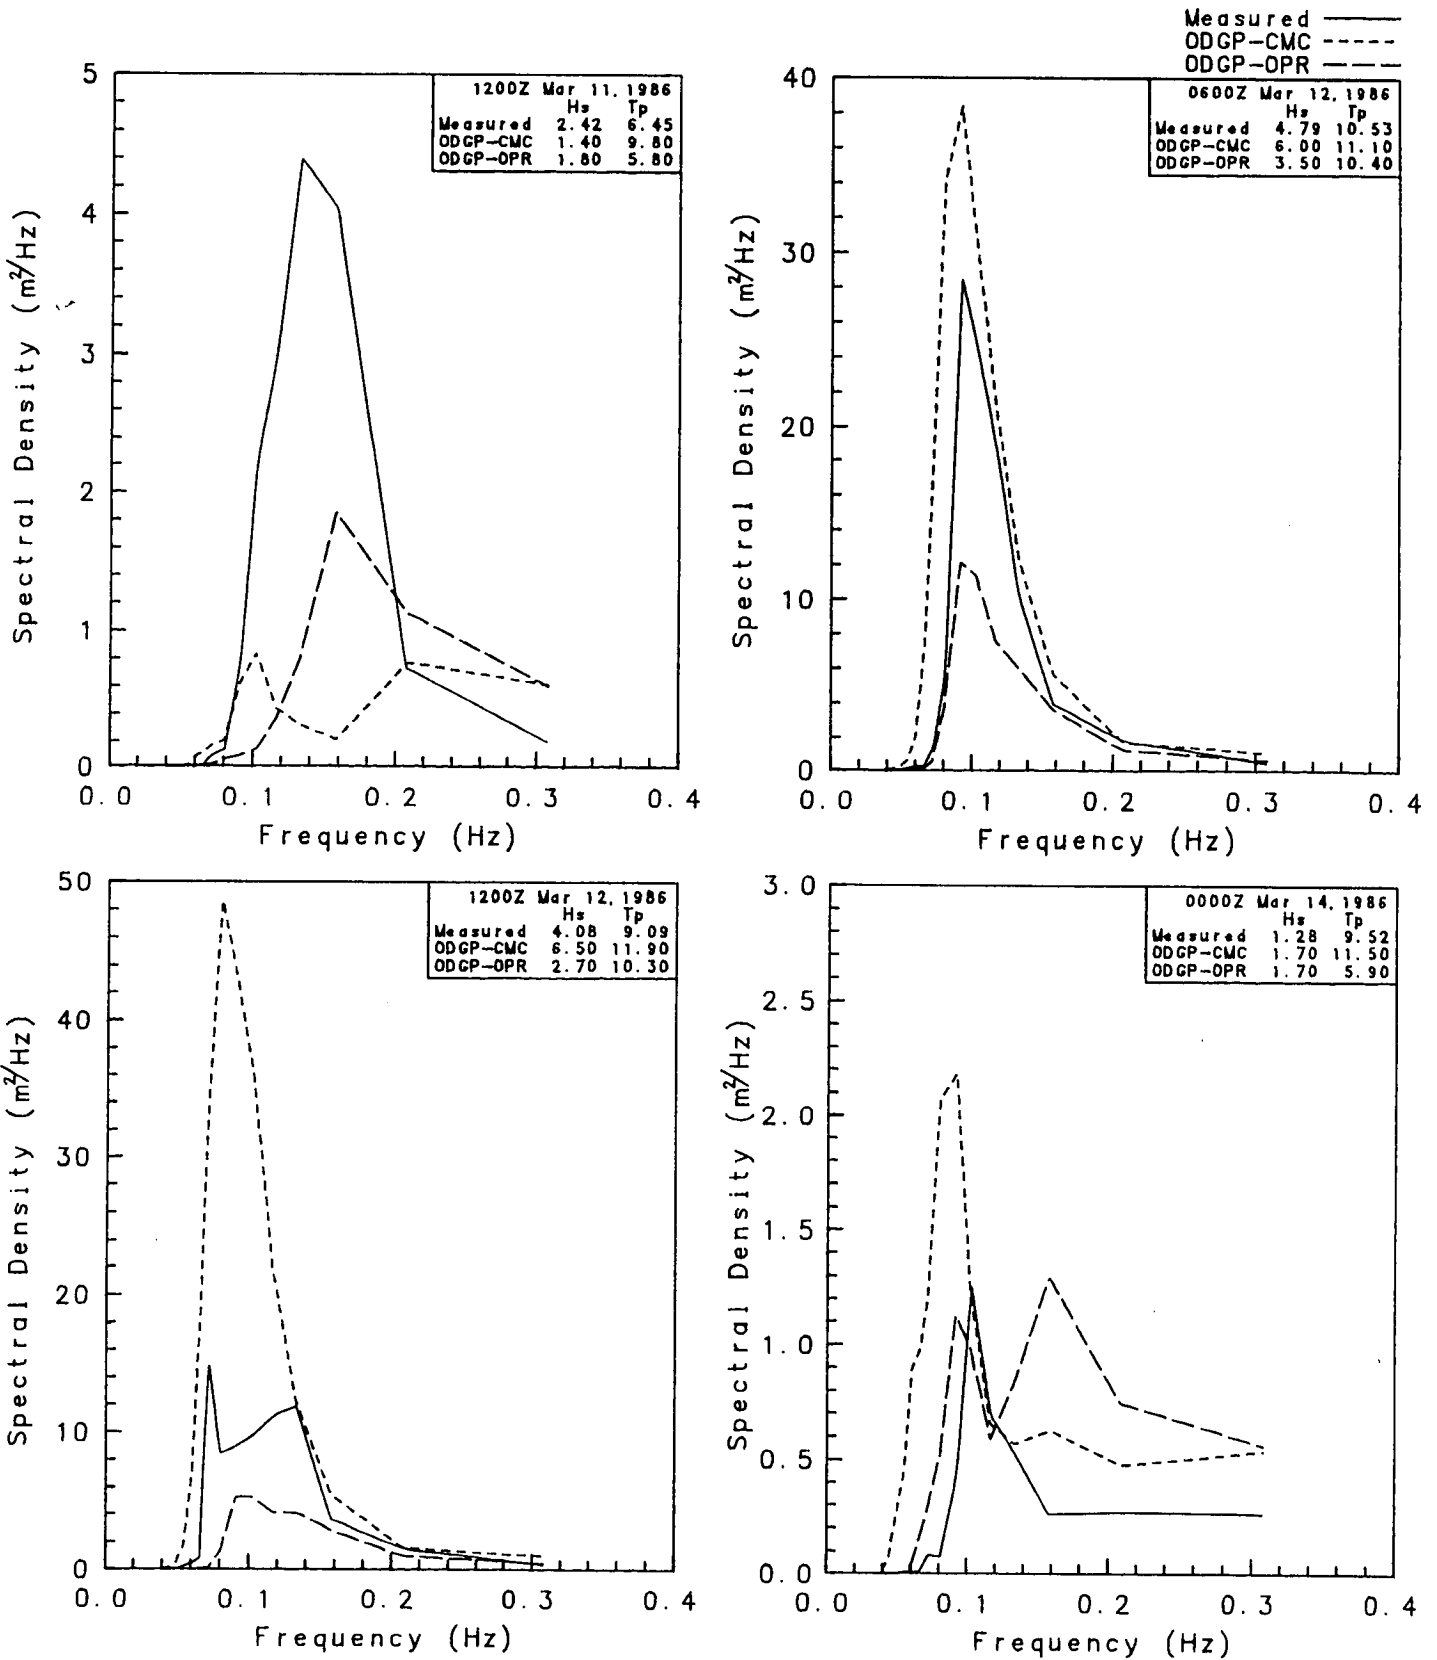 Measured
ODGP-CMC
ODGP-OPR
1200Z Mar 11, 1986
Hs Tp
Measured 2.42 6.45
ODGP-CMC 1.40 9.80
ODGP-OPR 1.80 5.80
5
4
3
2
1
0
0.0 0.1 0.2 0.3 0.4
Spectral Density (m²/Hz)
Frequency (Hz)
0600Z Mar 12, 1986
Hs Tp
Measured 4.79 10.53
ODGP-CMC 6.00 11.10
ODGP-OPR 3.50 10.40
40
30
20
10
0
0.0 0.1 0.2 0.3 0.4
Spectral Density (m²/Hz)
Frequency (Hz)
1200Z Mar 12, 1986
Hs Tp
Measured 4.08 9.09
ODGP-CMC 6.50 11.90
ODGP-OPR 2.70 10.30
50
40
30
20
10
0
0.0 0.1 0.2 0.3 0.4
Spectral Density (m²/Hz)
Frequency (Hz)
0000Z Mar 14, 1986
Hs Tp
Measured 1.28 9.52
ODGP-CMC 1.70 11.50
ODGP-OPR 1.70 5.90
3.0
2.5
2.0
1.5
1.0
0.5
0.0
0.0 0.1 0.2 0.3 0.4
Spectral Density (m²/Hz)
Frequency (Hz)